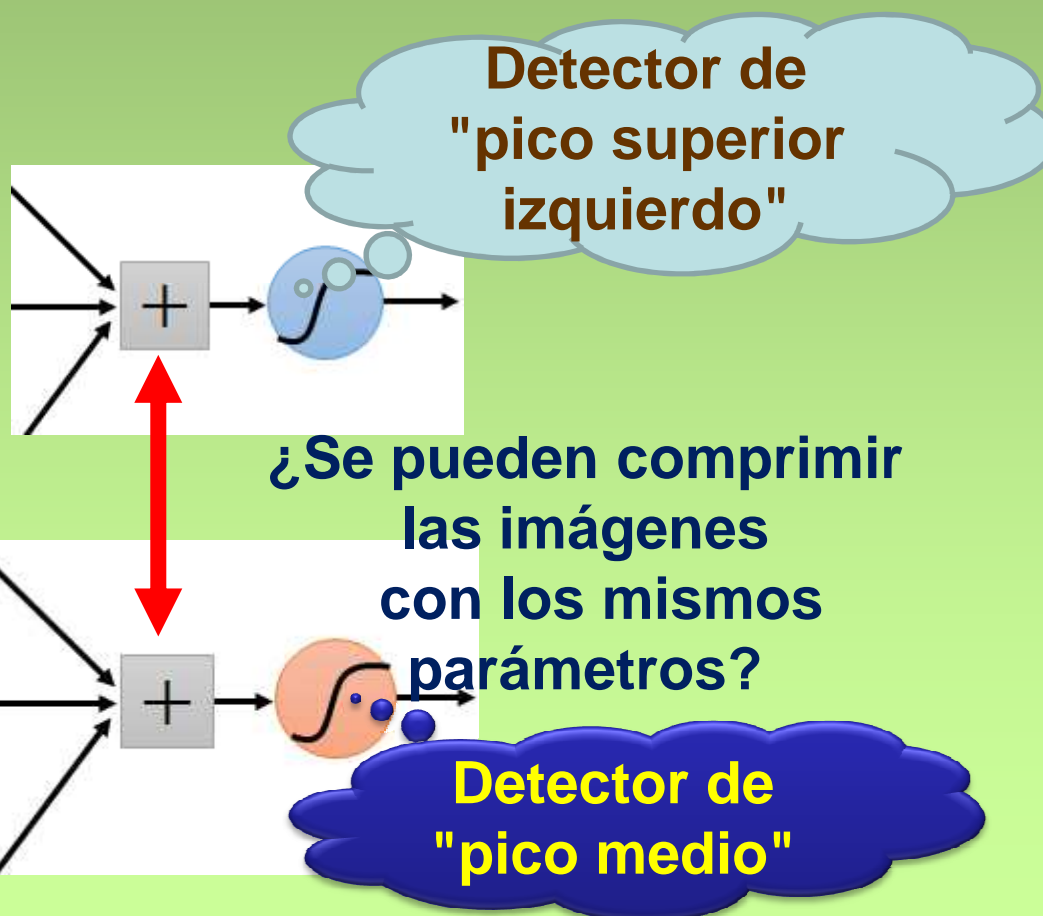 Detector de
"pico superior
izquierdo"
+
¿Se pueden comprimir
las imágenes
con los mismos
parámetros?
+
Detector de
"pico medio"